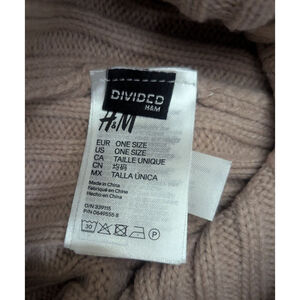 DIVIDED
H&M
H&M
EUR ONE SIZE
US ONE SIZE
CA TAILLE UNIQUE
CN 均码
MX TALLA ÚNICA
Made in China
Fabriqué en Chine
Hecho en China
O/N 339115
P/N 0649555 8
30
P